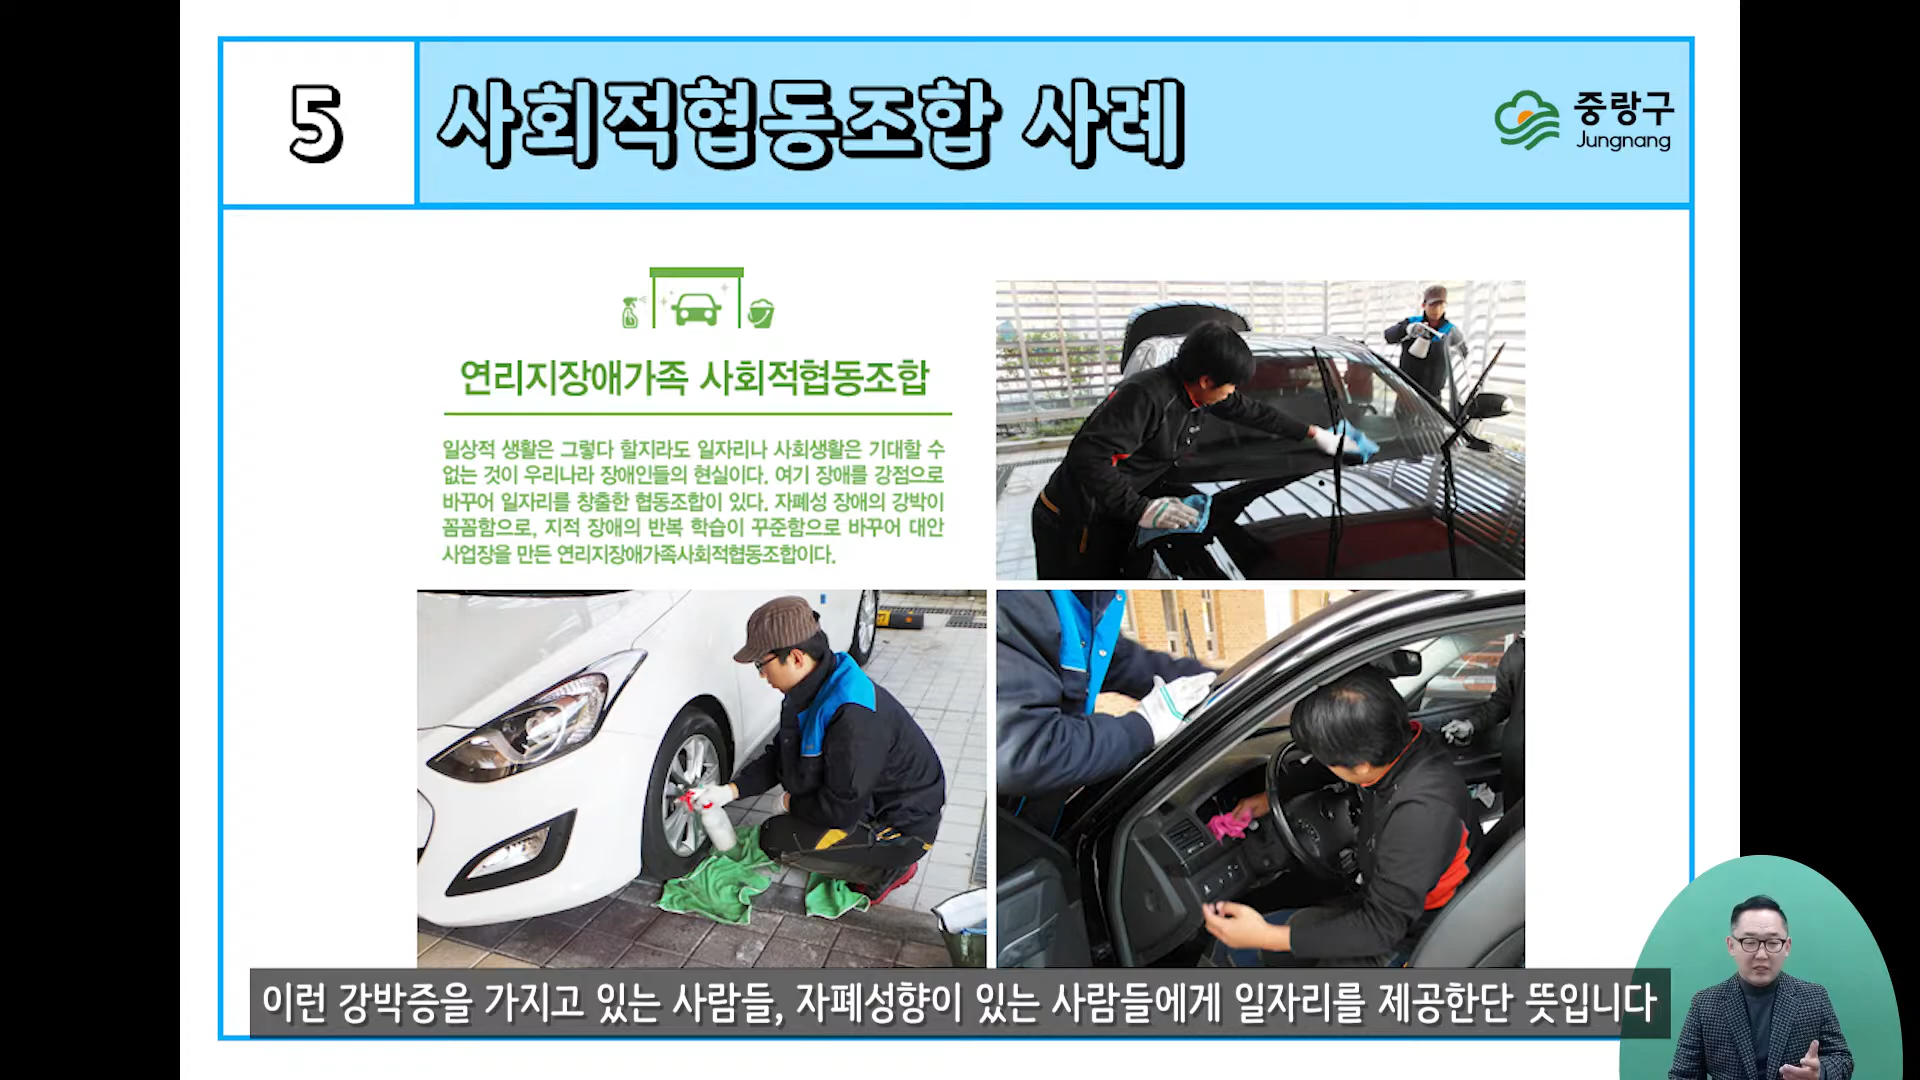 5
사회적협동조합 사례
중랑구
Jungnang
연리지장애가족 사회적협동조합
일상적 생활은 그렇다 할지라도 일자리나 사회생활은 기대할 수
없는 것이 우리나라 장애인들의 현실이다. 여기 장애를 강점으로
바꾸어 일자리를 창출한 협동조합이 있다. 자폐성 장애의 강박이
꼼꼼함으로, 지적 장애의 반복 학습이 꾸준함으로 바꾸어 대안
사업장을 만든 연리지장애가족사회적협동조합이다.
이런 강박증을 가지고 있는 사람들, 자폐성향이 있는 사람들에게 일자리를 제공한단 뜻입니다